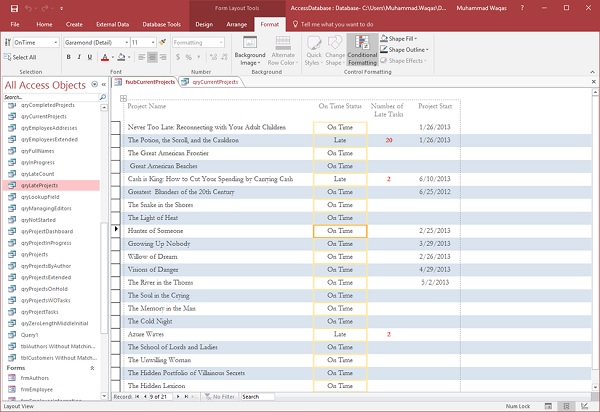 Form Layout Tools
AccessDatabase : Database- C:\Users\Muhammad.Waqas\D...
Muhammad Waqas
File Home Create External Data Database Tools Design Arrange Format Tell me what you want to do
OnTime
Garamond (Detail) 11 Formatting
Select All
B I U
$ % ,
Background Image
Alternate Row Color
Quick Styles
Change Shape
Conditional Formatting
Shape Fill
Shape Outline
Shape Effects
Selection Font Number Background Control Formatting
All Access Objects
Search...
qryCompletedProjects
qryCurrentProjects
qryEmployeeAddresses
qryEmployeesExtended
qryFullNames
qryInProgress
qryLateCount
qryLateProjects
qryLookupField
qryManagingEditors
qryNotStarted
qryProjectDashboard
qryProjectInProgress
qryProjects
qryProjectsByAuthor
qryProjectsExtended
qryProjectsOnHold
qryProjectsWOTasks
qryProjectTasks
qryZeroLengthMiddleInitial
Query1
tblAuthors Without Matchin...
tblCustomers Without Matc...
Forms
frmAuthors
frmEmployee
fsubCurrentProjects qryCurrentProjects
Project Name On Time Status Number of Late Tasks Project Start
Never Too Late: Reconnecting with Your Adult Children On Time 1/26/2013
The Potion, the Scroll, and the Cauldron Late 20 1/26/2013
The Great American Frontier On Time
Great American Beaches On Time
Cash is King: How to Cut Your Spending by Carrying Cash Late 2 6/10/2013
Greatest Blunders of the 20th Century On Time 6/25/2012
The Snake in the Shores On Time
The Light of Heat On Time
Hunter of Someone On Time 2/25/2013
Growing Up Nobody On Time 3/29/2013
Willow of Dream On Time 2/26/2013
Visions of Danger On Time 4/29/2013
The River in the Thorns On Time 5/2/2013
The Soul in the Crying On Time
The Memory in the Man On Time
The Cold Night On Time
Azure Waves Late 2
The School of Lords and Ladies On Time
The Unwilling Woman On Time
The Hidden Portfolio of Villainous Secrets On Time
The Hidden Lexicon On Time
Record: 9 of 21 No Filter Search
Layout View
Num Lock